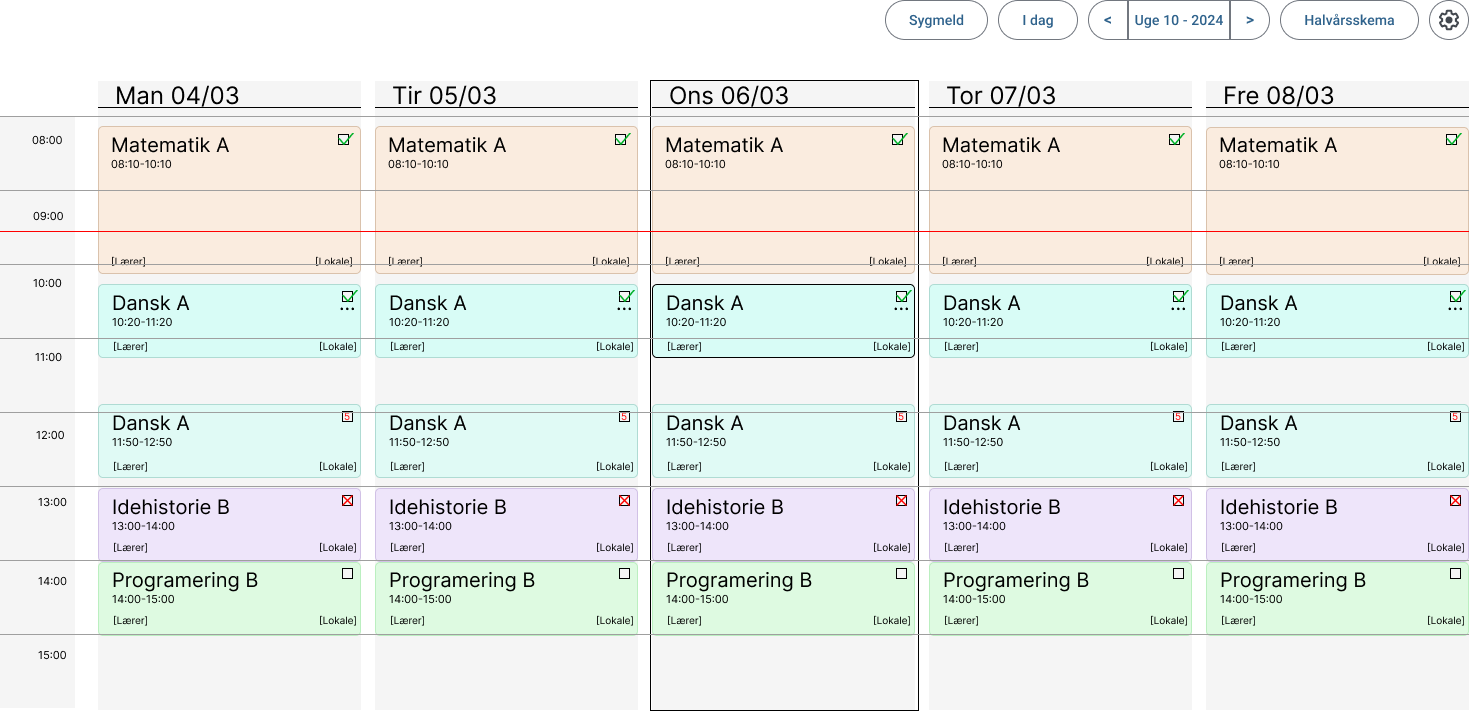 Sygmeld I dag < Uge 10 - 2024 > Halvårsskema
Man 04/03 Tir 05/03 Ons 06/03 Tor 07/03 Fre 08/03
08:00
Matematik A Matematik A Matematik A Matematik A Matematik A
08:10-10:10 08:10-10:10 08:10-10:10 08:10-10:10 08:10-10:10
09:00
[Lærer] [Lokale] [Lærer] [Lokale] [Lærer] [Lokale] [Lærer] [Lokale] [Lærer] [Lokale]
10:00
Dansk A ... Dansk A ... Dansk A ... Dansk A ... Dansk A ...
10:20-11:20 10:20-11:20 10:20-11:20 10:20-11:20 10:20-11:20
[Lærer] [Lokale] [Lærer] [Lokale] [Lærer] [Lokale] [Lærer] [Lokale] [Lærer] [Lokale]
11:00
Dansk A 5 Dansk A 5 Dansk A 5 Dansk A 5 Dansk A 5
12:00
11:50-12:50 11:50-12:50 11:50-12:50 11:50-12:50 11:50-12:50
[Lærer] [Lokale] [Lærer] [Lokale] [Lærer] [Lokale] [Lærer] [Lokale] [Lærer] [Lokale]
13:00
Idehistorie B Idehistorie B Idehistorie B Idehistorie B Idehistorie B
13:00-14:00 13:00-14:00 13:00-14:00 13:00-14:00 13:00-14:00
[Lærer] [Lokale] [Lærer] [Lokale] [Lærer] [Lokale] [Lærer] [Lokale] [Lærer] [Lokale]
14:00
Programering B Programering B Programering B Programering B Programering B
14:00-15:00 14:00-15:00 14:00-15:00 14:00-15:00 14:00-15:00
[Lærer] [Lokale] [Lærer] [Lokale] [Lærer] [Lokale] [Lærer] [Lokale] [Lærer] [Lokale]
15:00